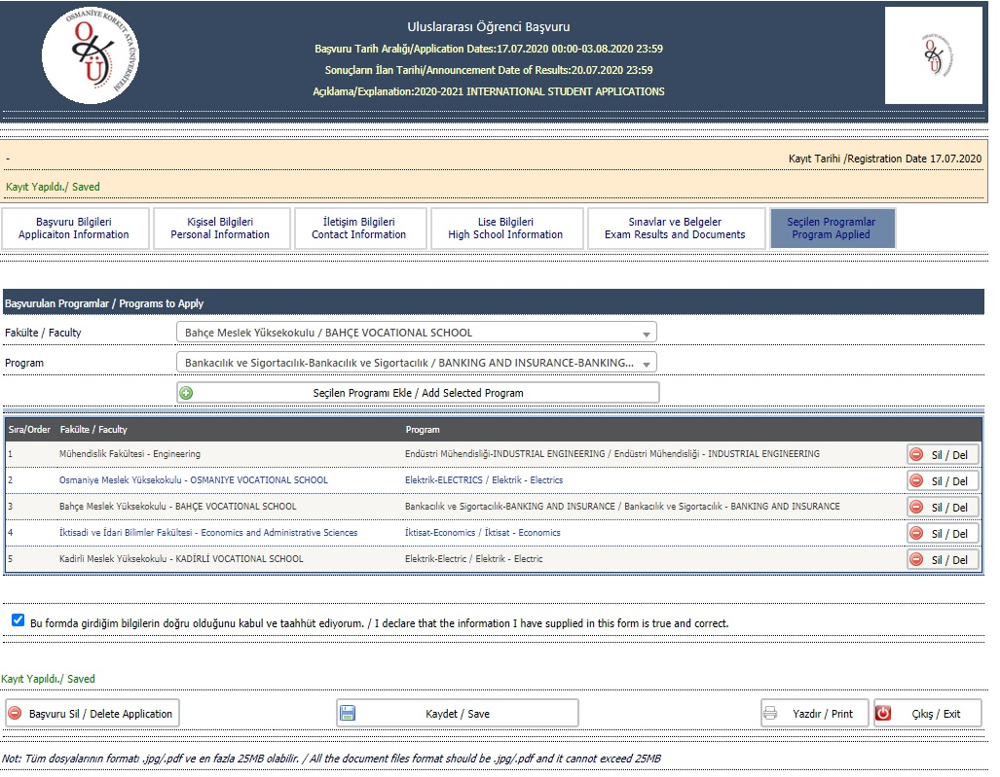 OSMANİYE KORKUT ATA ÜNİVERSİTESİ
OKÜ
Uluslararası Öğrenci Başvuru
Başvuru Tarih Aralığı/Application Dates:17.07.2020 00:00-03.08.2020 23:59
Sonuçların İlan Tarihi/Announcement Date of Results:20.07.2020 23:59
Açıklama/Explanation:2020-2021 INTERNATIONAL STUDENT APPLICATIONS
OKÜ
-
Kayıt Tarihi /Registration Date 17.07.2020
Kayıt Yapıldı./ Saved
Başvuru Bilgileri
Applicaiton Information
Kişisel Bilgileri
Personal Information
İletişim Bilgileri
Contact Information
Lise Bilgileri
High School Information
Sınavlar ve Belgeler
Exam Results and Documents
Seçilen Programlar
Program Applied
Başvurulan Programlar / Programs to Apply
Fakülte / Faculty
Bahçe Meslek Yüksekokulu / BAHÇE VOCATIONAL SCHOOL
Program
Bankacılık ve Sigortacılık-Bankacılık ve Sigortacılık / BANKING AND INSURANCE-BANKING...
Seçilen Programı Ekle / Add Selected Program
Sıra/Order Fakülte / Faculty Program
1 Mühendislik Fakültesi - Engineering Endüstri Mühendisliği-INDUSTRIAL ENGINEERING / Endüstri Mühendisliği - INDUSTRIAL ENGINEERING Sil / Del
2 Osmaniye Meslek Yüksekokulu - OSMANIYE VOCATIONAL SCHOOL Elektrik-ELECTRICS / Elektrik - Electrics Sil / Del
3 Bahçe Meslek Yüksekokulu - BAHÇE VOCATIONAL SCHOOL Bankacılık ve Sigortacılık-BANKING AND INSURANCE / Bankacılık ve Sigortacılık - BANKING AND INSURANCE Sil / Del
4 İktisadi ve İdari Bilimler Fakültesi - Economics and Administrative Sciences İktisat-Economics / İktisat - Economics Sil / Del
5 Kadirli Meslek Yüksekokulu - KADİRLİ VOCATIONAL SCHOOL Elektrik-Electric / Elektrik - Electric Sil / Del
Bu formda girdiğim bilgilerin doğru olduğunu kabul ve taahhüt ediyorum. / I declare that the information I have supplied in this form is true and correct.
Kayıt Yapıldı./ Saved
Başvuru Sil / Delete Application
Kaydet / Save
Yazdır / Print
Çıkış / Exit
Not: Tüm dosyalarının formatı .jpg/.pdf ve en fazla 25MB olabilir. / All the document files format should be .jpg/.pdf and it cannot exceed 25MB